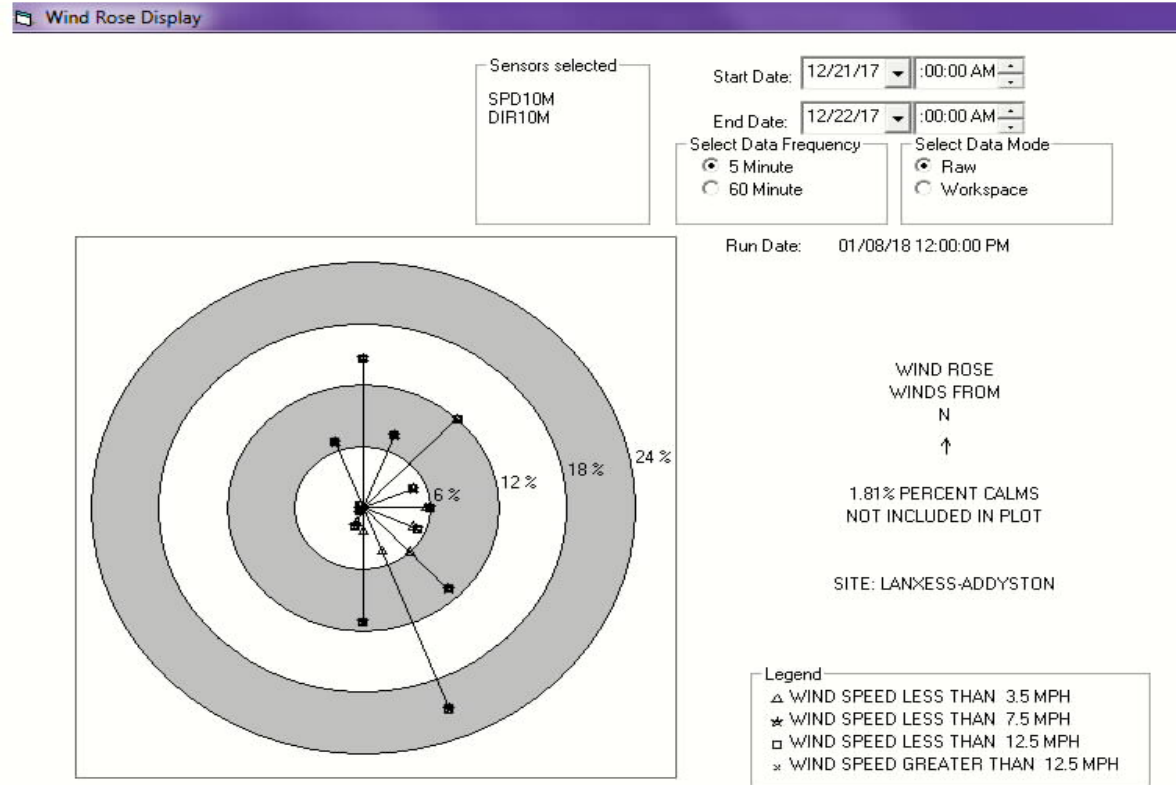 Wind Rose Display
Sensors selected
SPD10M
DIR10M
Start Date: 12/21/17 :00:00 AM
End Date: 12/22/17 :00:00 AM
Select Data Frequency
5 Minute
60 Minute
Select Data Mode
Raw
Workspace
Run Date: 01/08/18 12:00:00 PM
6 %
12 %
18 %
24 %
WIND ROSE
WINDS FROM
N
1.81% PERCENT CALMS
NOT INCLUDED IN PLOT
SITE: LANXESS-ADDYSTON
Legend
WIND SPEED LESS THAN 3.5 MPH
WIND SPEED LESS THAN 7.5 MPH
WIND SPEED LESS THAN 12.5 MPH
WIND SPEED GREATER THAN 12.5 MPH